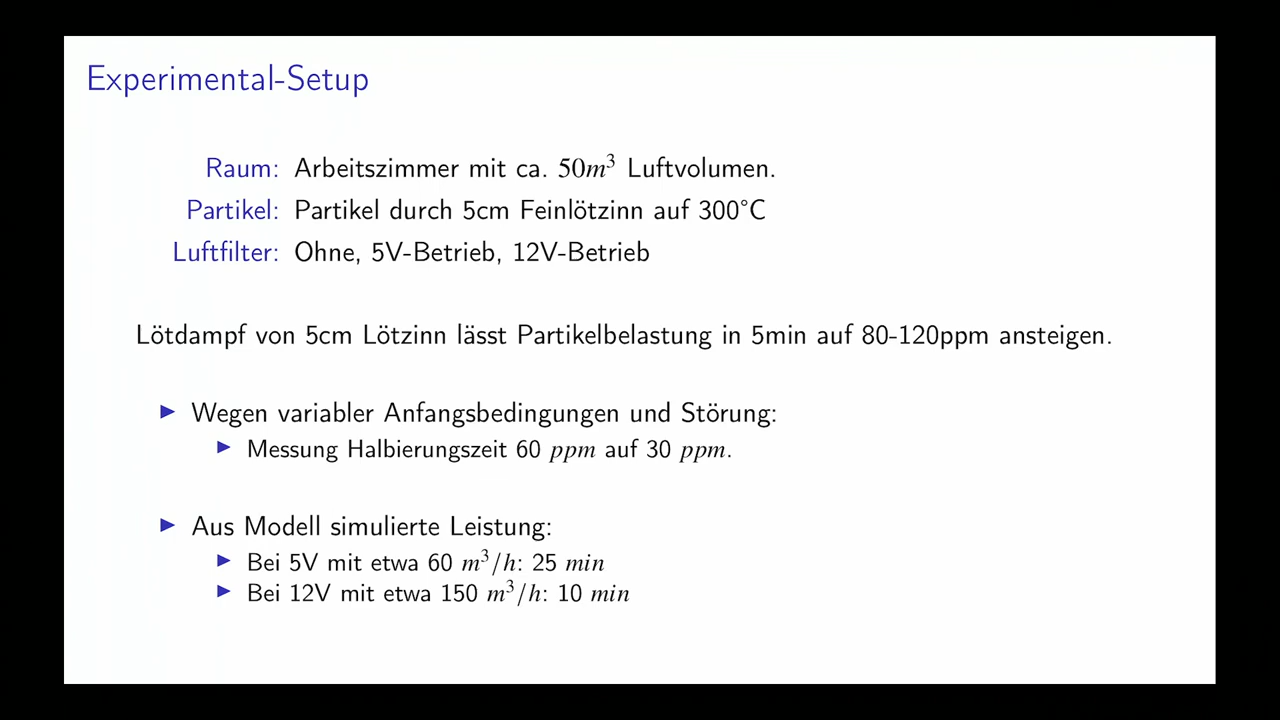 Experimental-Setup
Raum: Arbeitszimmer mit ca. 50m³ Luftvolumen.
Partikel: Partikel durch 5cm Feinlötzinn auf 300°C
Luftfilter: Ohne, 5V-Betrieb, 12V-Betrieb
Lötdampf von 5cm Lötzinn lässt Partikelbelastung in 5min auf 80-120ppm ansteigen.
▶ Wegen variabler Anfangsbedingungen und Störung:
▶ Messung Halbierungszeit 60 ppm auf 30 ppm.
▶ Aus Modell simulierte Leistung:
▶ Bei 5V mit etwa 60 m³/h: 25 min
▶ Bei 12V mit etwa 150 m³/h: 10 min